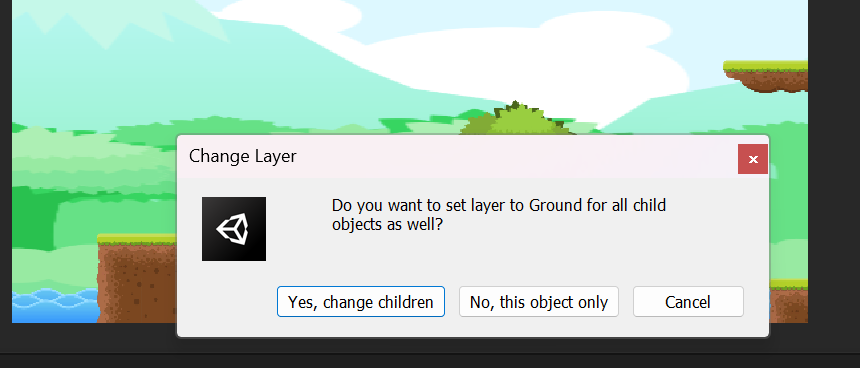 Change Layer
Do you want to set layer to Ground for all child
objects as well?
Yes, change children
No, this object only
Cancel